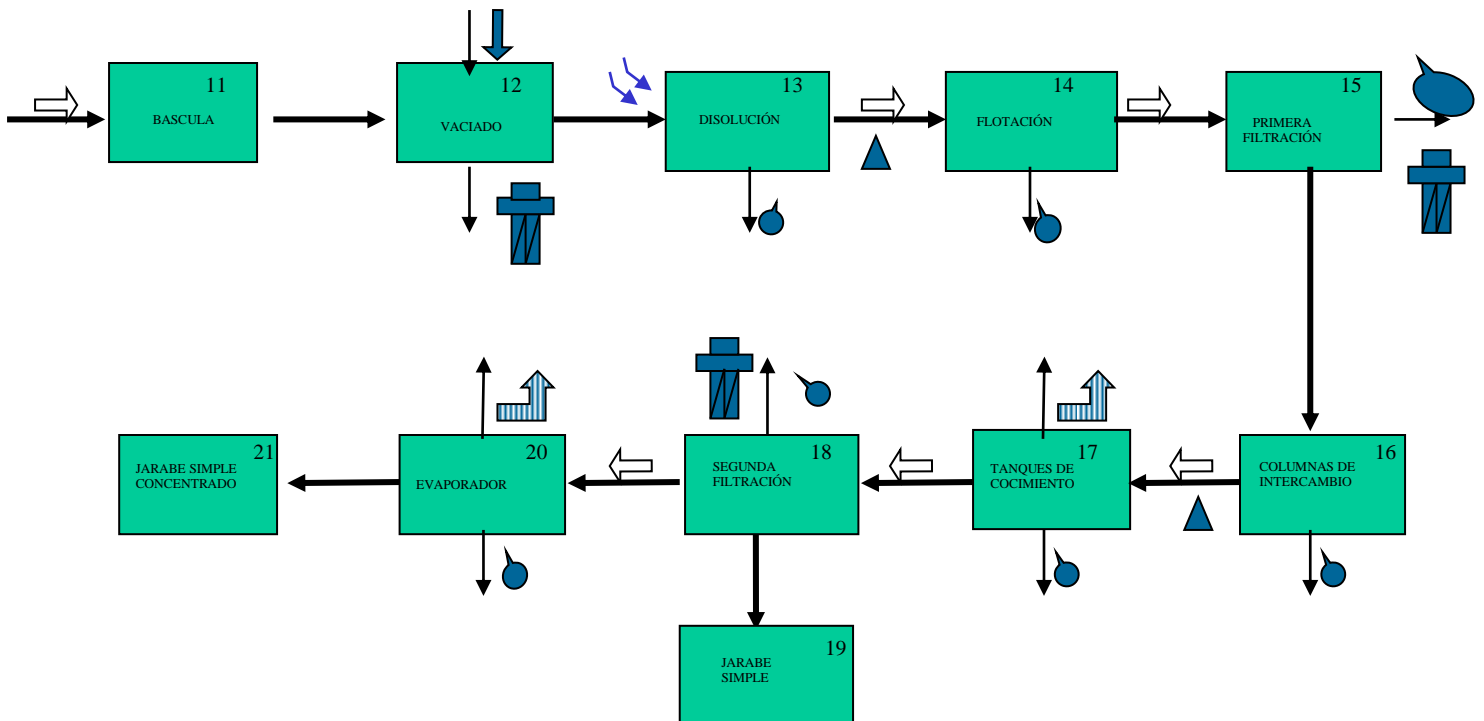 11
BASCULA
12
VACIADO
13
DISOLUCIÓN
14
FLOTACIÓN
15
PRIMERA
FILTRACIÓN
16
COLUMNAS DE
INTERCAMBIO
17
TANQUES DE
COCIMIENTO
18
SEGUNDA
FILTRACIÓN
19
JARABE
SIMPLE
20
EVAPORADOR
21
JARABE SIMPLE
CONCENTRADO